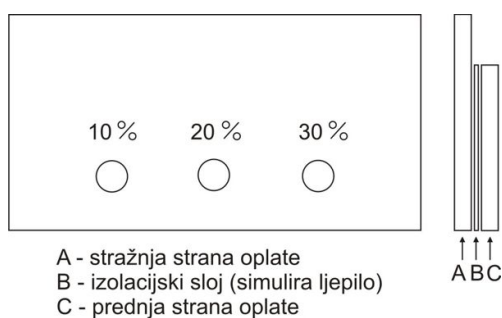 10 % 20 % 30 %
A B C
A - stražnja strana oplate
B - izolacijski sloj (simulira ljepilo)
C - prednja strana oplate